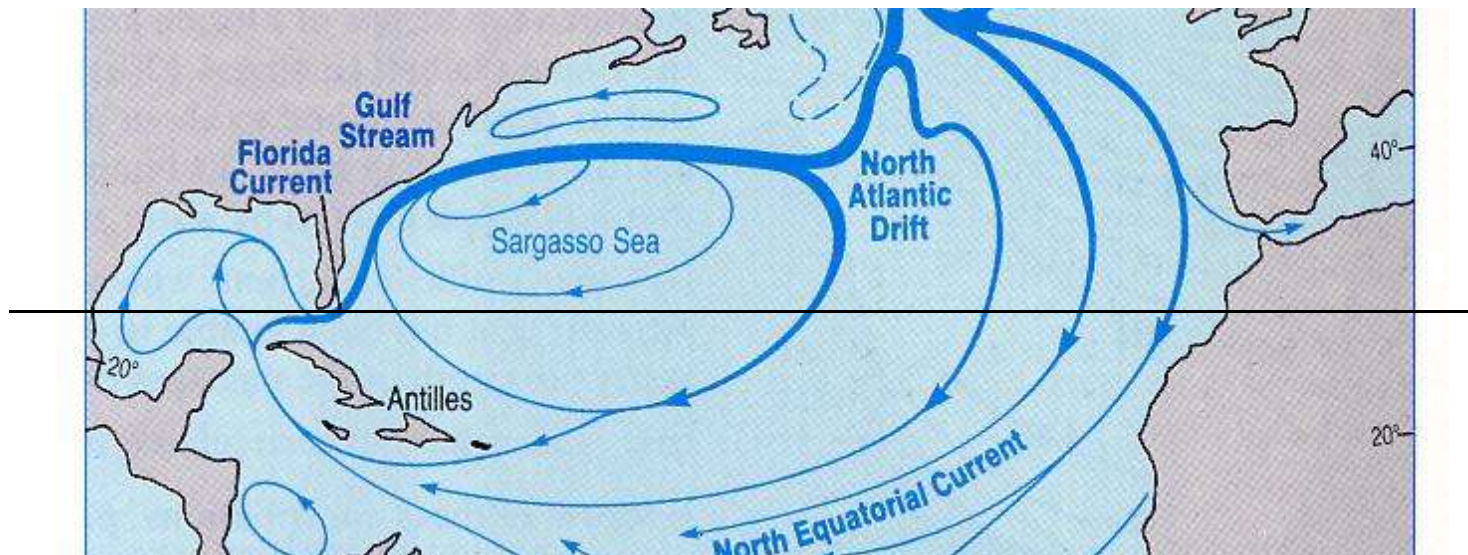 Gulf
Stream
Florida
Current
North
Atlantic
Drift
40°
Sargasso Sea
20°
Antilles
20°
North Equatorial Current